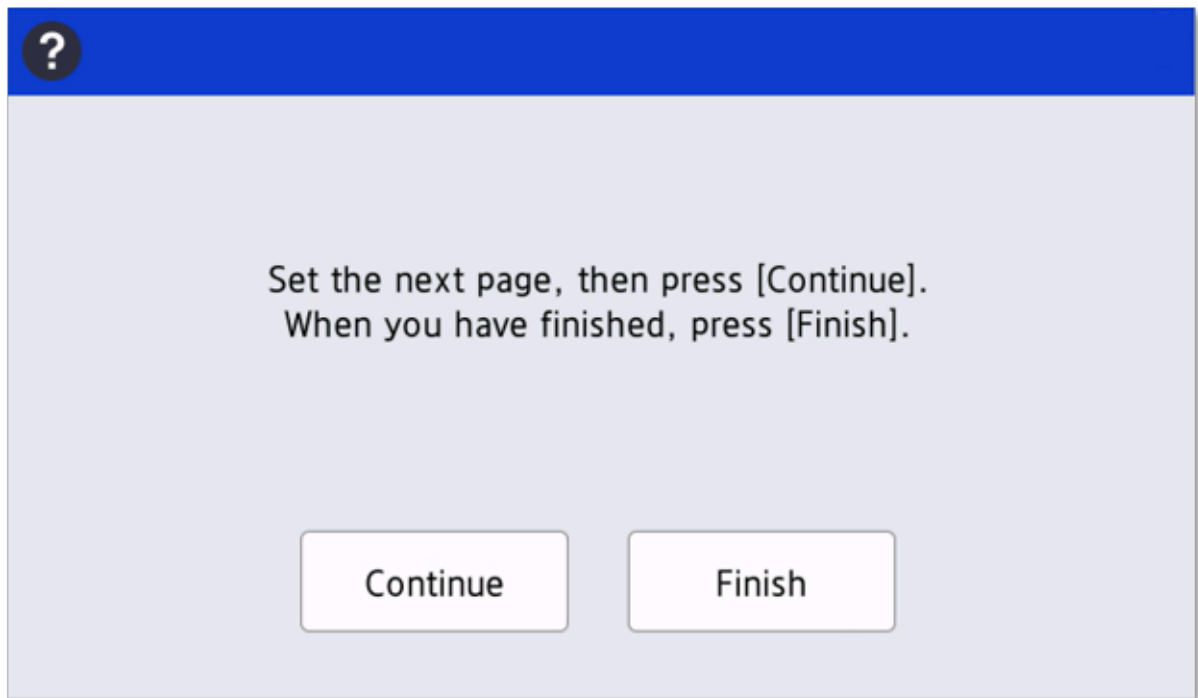 ?
Set the next page, then press [Continue].
When you have finished, press [Finish].
Continue
Finish